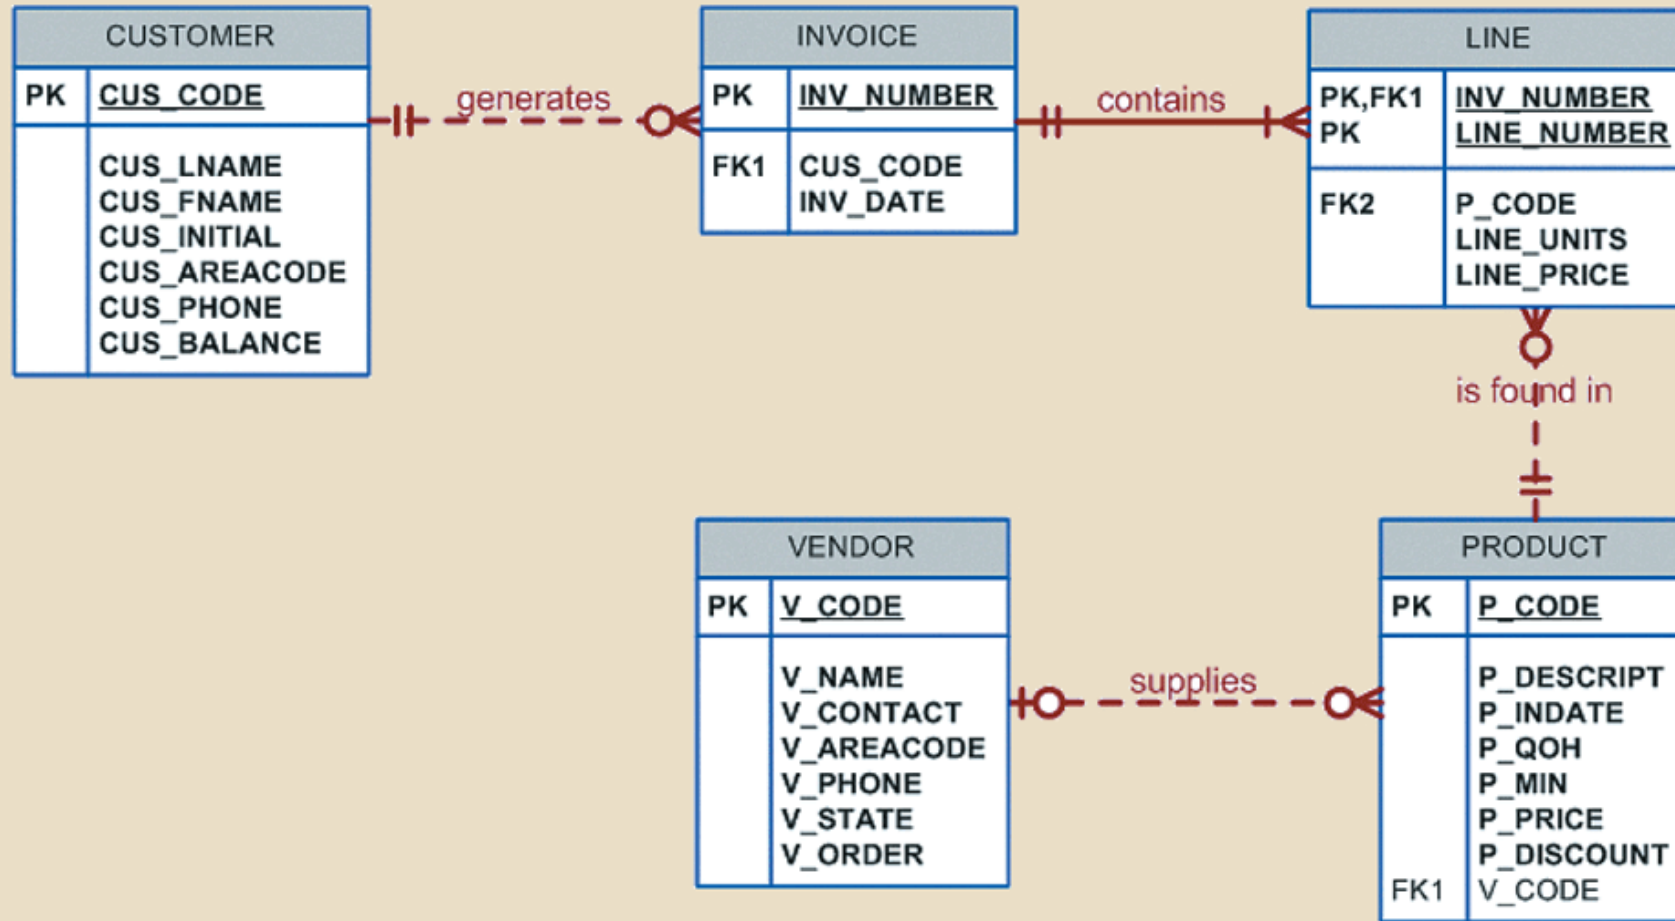 CUSTOMER
PK CUS_CODE
CUS_LNAME
CUS_FNAME
CUS_INITIAL
CUS_AREACODE
CUS_PHONE
CUS_BALANCE
generates
INVOICE
PK INV_NUMBER
FK1 CUS_CODE
INV_DATE
contains
LINE
PK,FK1 INV_NUMBER
PK LINE_NUMBER
FK2 P_CODE
LINE_UNITS
LINE_PRICE
is found in
VENDOR
PK V_CODE
V_NAME
V_CONTACT
V_AREACODE
V_PHONE
V_STATE
V_ORDER
supplies
PRODUCT
PK P_CODE
P_DESCRIPT
P_INDATE
P_QOH
P_MIN
P_PRICE
P_DISCOUNT
FK1 V_CODE